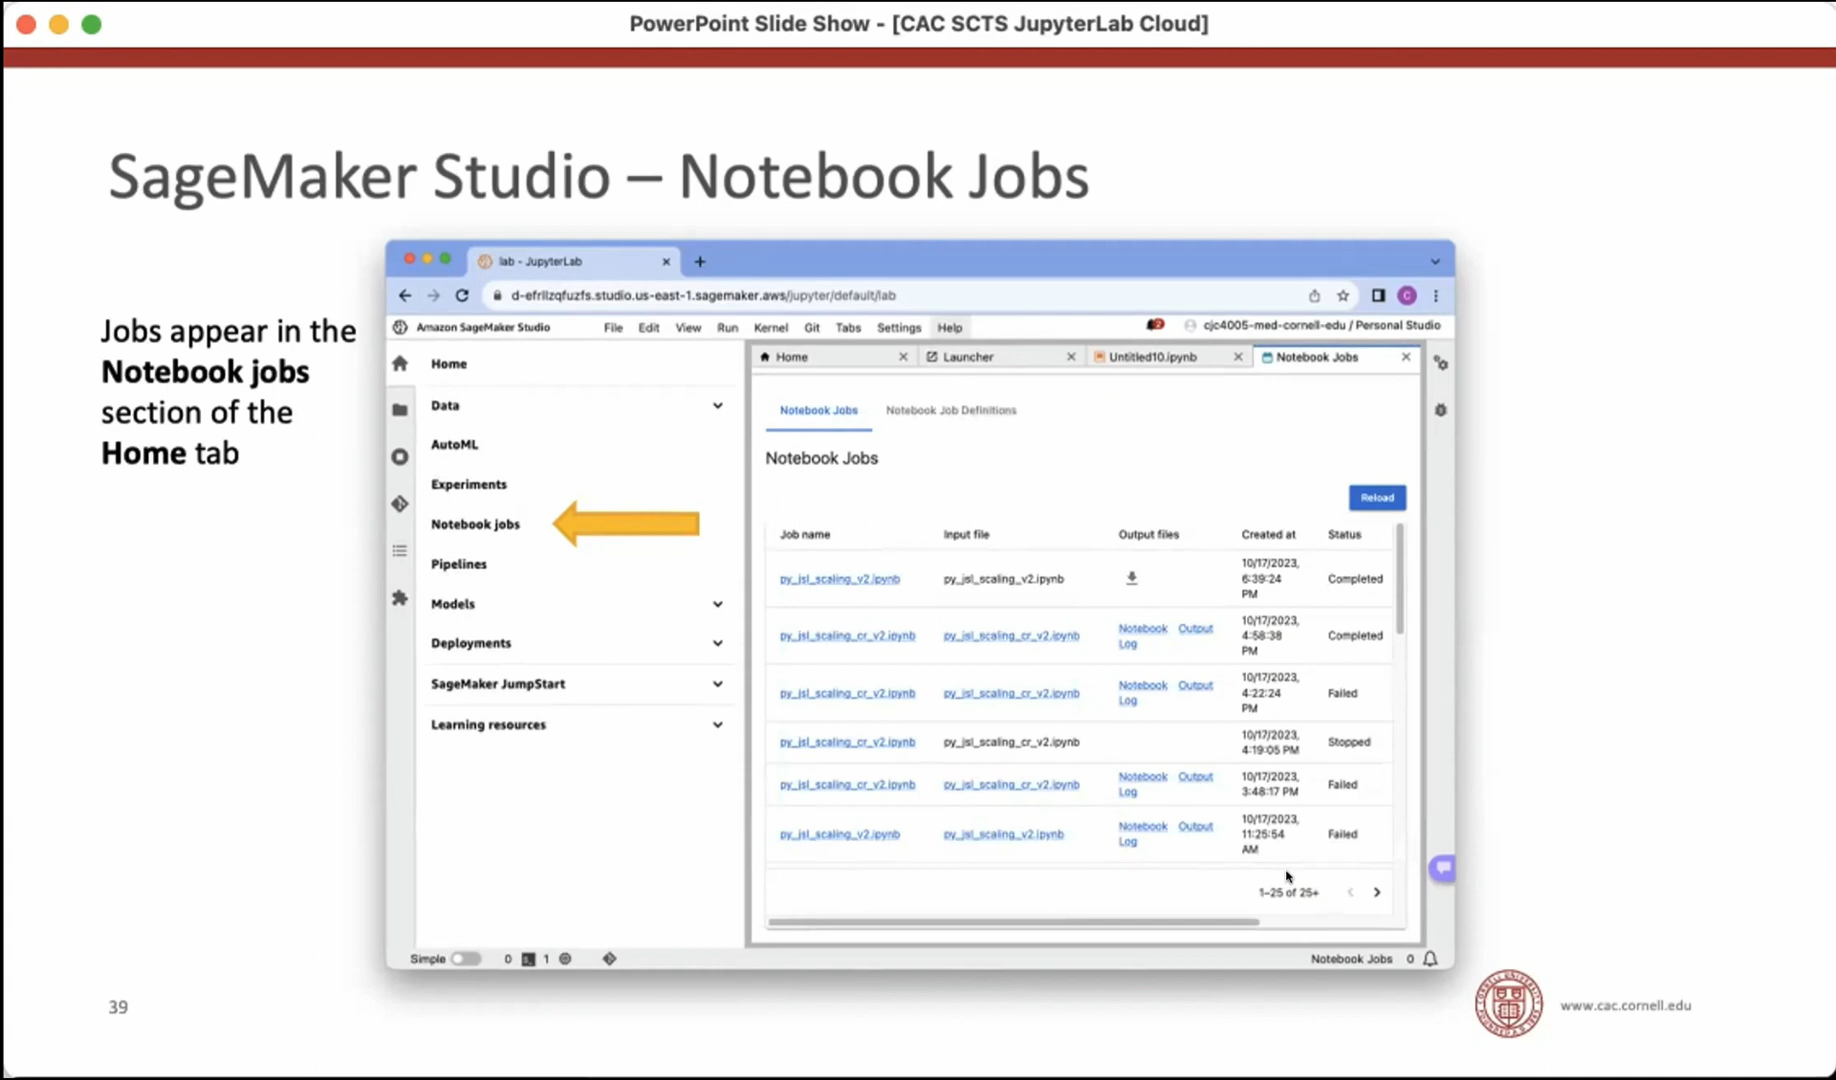 PowerPoint Slide Show - [CAC SCTS JupyterLab Cloud]
SageMaker Studio – Notebook Jobs
Jobs appear in the
Notebook jobs
section of the
Home tab
lab - JupyterLab
d-efrllzqfuzfs.studio.us-east-1.sagemaker.aws/jupyter/default/lab
C
Amazon SageMaker Studio File Edit View Run Kernel Git Tabs Settings Help cjc4005-med-cornell-edu / Personal Studio
Home
Data
AutoML
Experiments
Notebook jobs
Pipelines
Models
Deployments
SageMaker JumpStart
Learning resources
Home Launcher Untitled10.ipynb Notebook Jobs
Notebook Jobs Notebook Job Definitions
Notebook Jobs
Reload
Job name Input file Output files Created at Status
py_jsl_scaling_v2.ipynb py_jsl_scaling_v2.ipynb 10/17/2023, 6:39:24 PM Completed
py_jsl_scaling_cr_v2.ipynb py_jsl_scaling_cr_v2.ipynb Notebook Output Log 10/17/2023, 4:58:38 PM Completed
py_jsl_scaling_cr_v2.ipynb py_jsl_scaling_cr_v2.ipynb Notebook Output Log 10/17/2023, 4:22:24 PM Failed
py_jsl_scaling_cr_v2.ipynb py_jsl_scaling_cr_v2.ipynb 10/17/2023, 4:19:05 PM Stopped
py_jsl_scaling_cr_v2.ipynb py_jsl_scaling_cr_v2.ipynb Notebook Output Log 10/17/2023, 3:48:17 PM Failed
py_jsl_scaling_v2.ipynb py_jsl_scaling_v2.ipynb Notebook Output Log 10/17/2023, 11:25:54 AM Failed
1–25 of 25+
Simple 0 1 Notebook Jobs 0
39
www.cac.cornell.edu